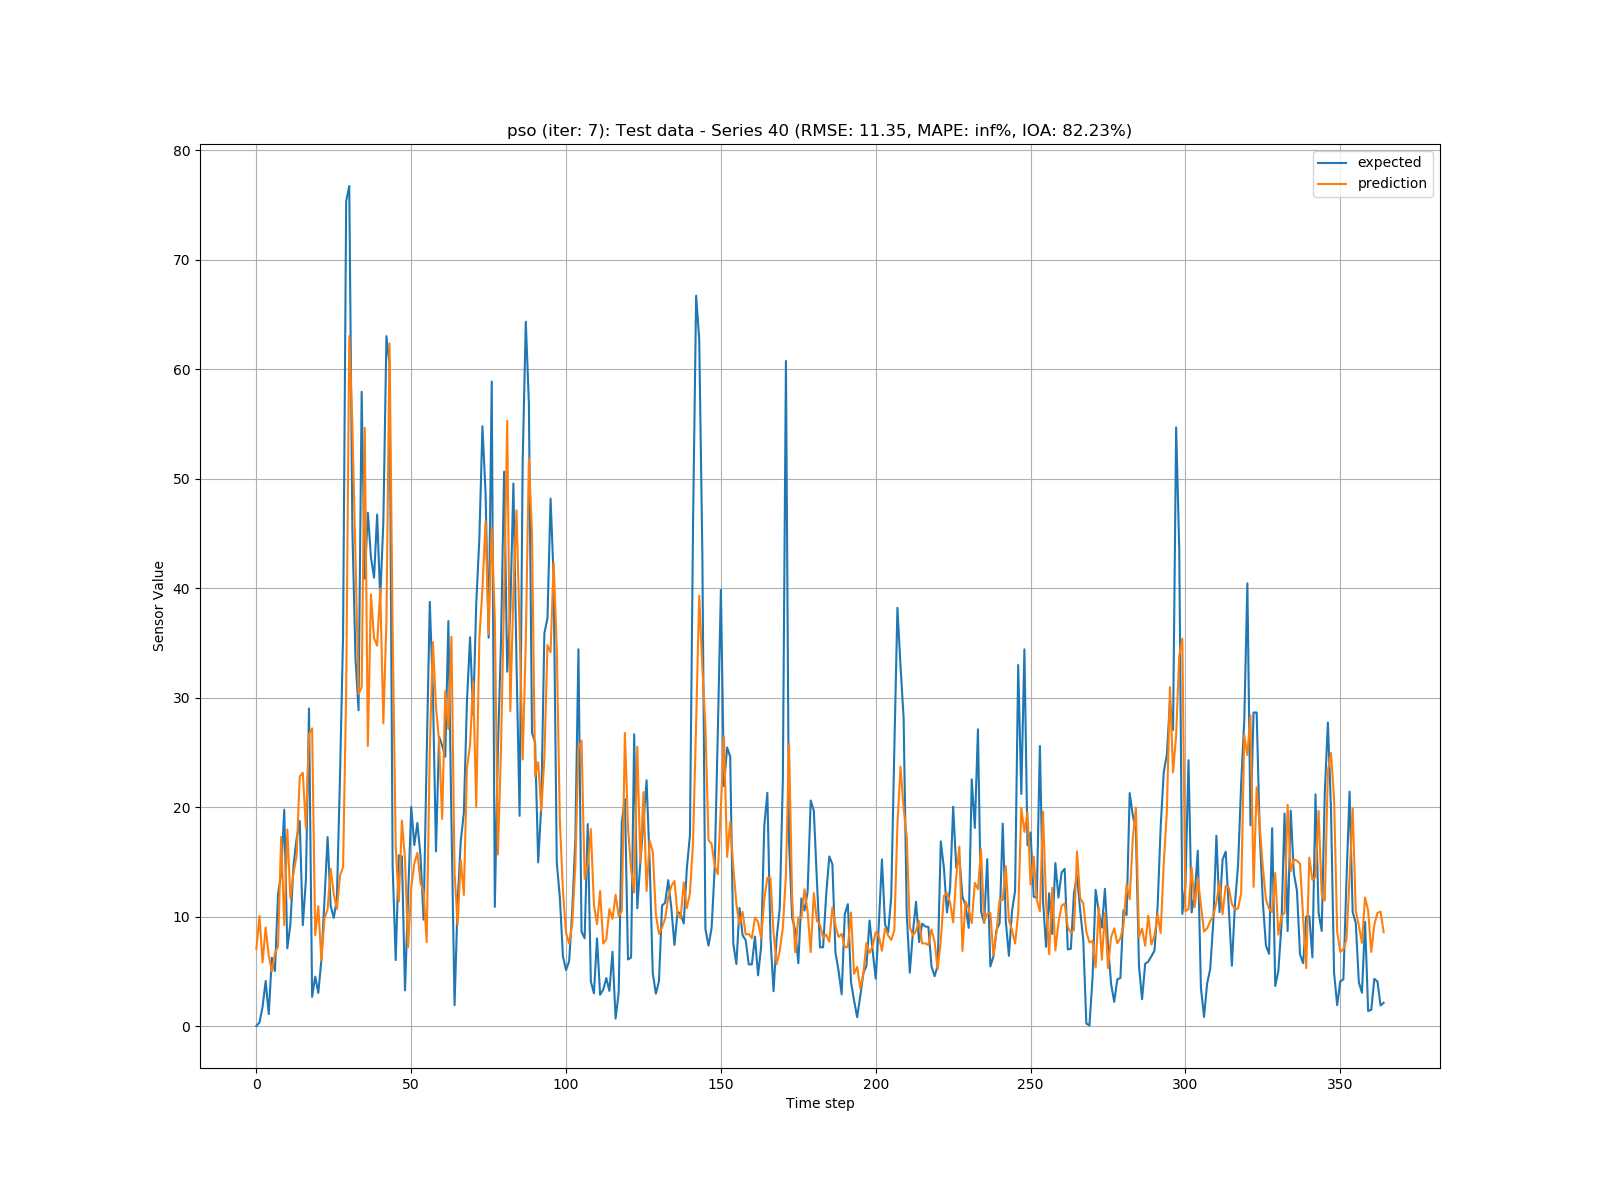 pso (iter: 7): Test data - Series 40 (RMSE: 11.35, MAPE: inf%, IOA: 82.23%)
expected
prediction
80
70
60
50
40
30
20
10
0
Sensor Value
0 50 100 150 200 250 300 350
Time step